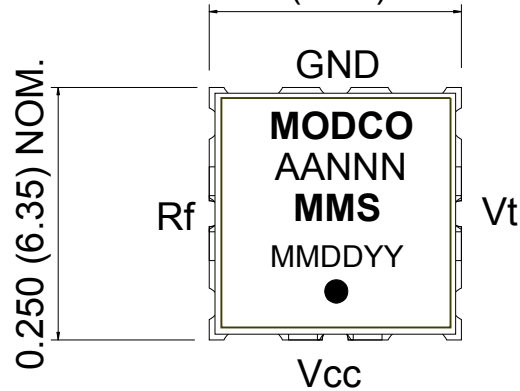 GND
MODCO
AANNN
MMS
MMDDYY
Rf
Vt
Vcc
0.250 (6.35) NOM.